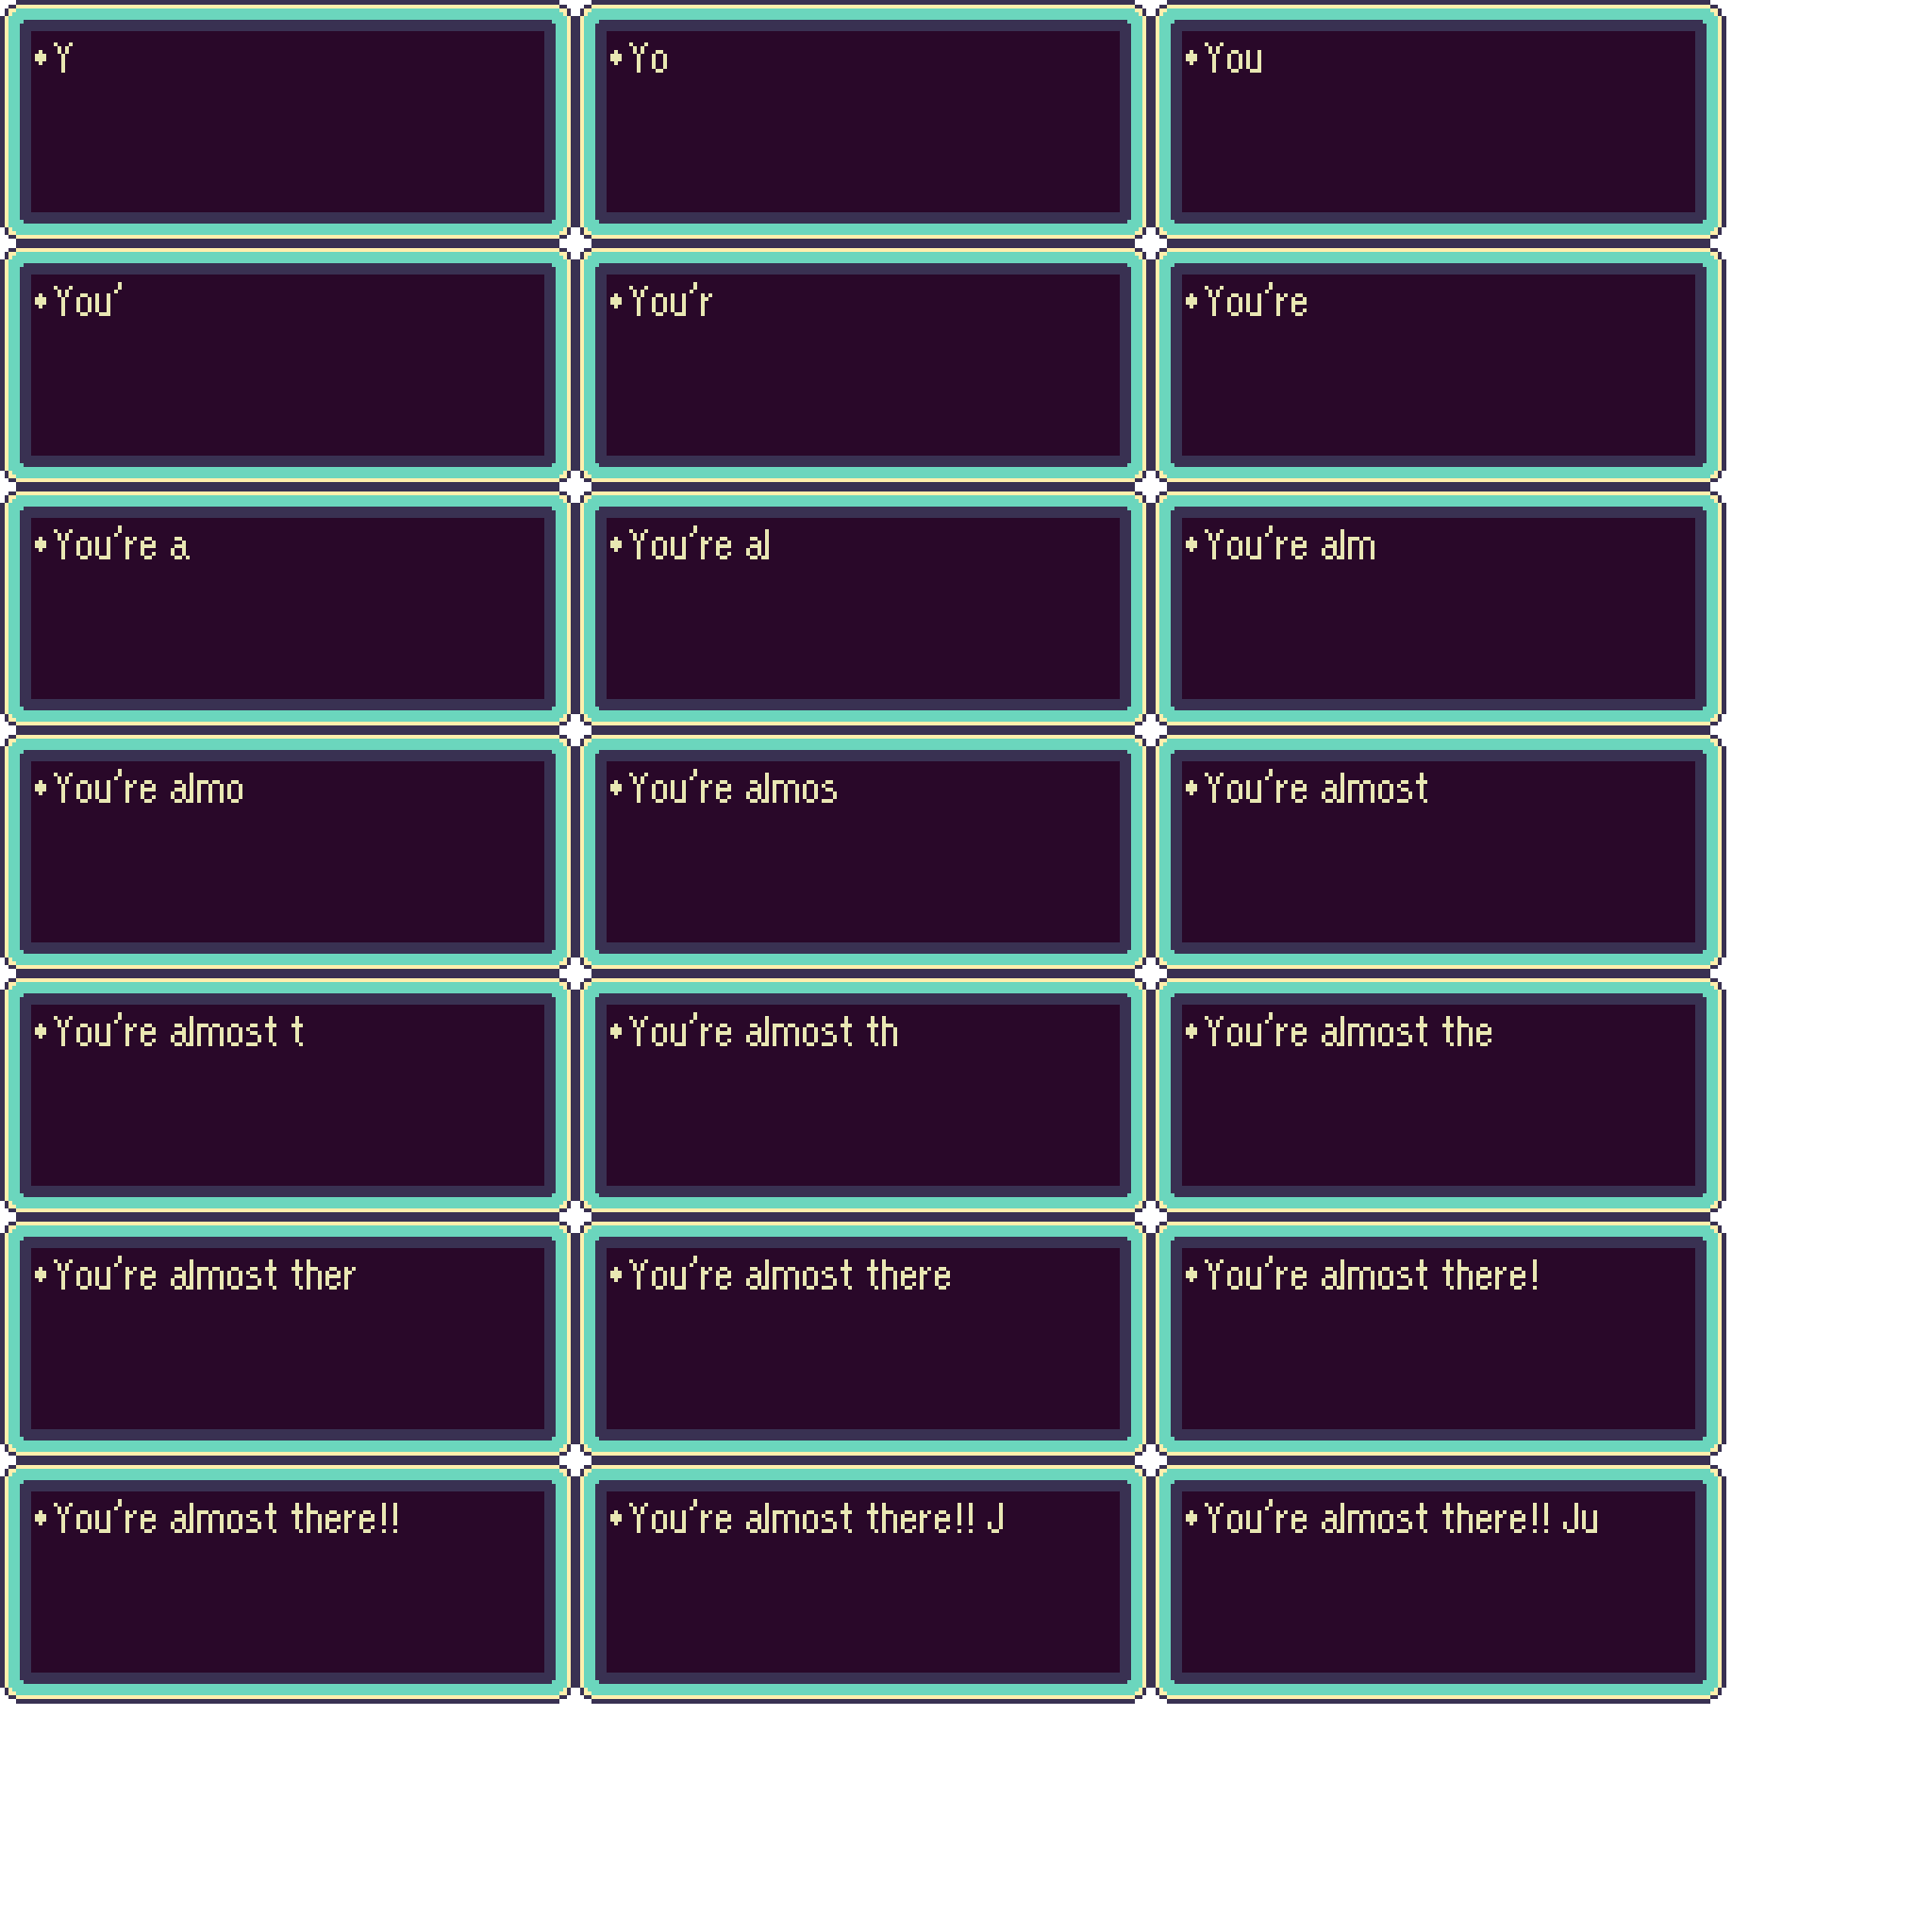 •Y
•Yo
•You
•You'
•You'r
•You're
•You're a
•You're al
•You're alm
•You're almo
•You're almos
•You're almost
•You're almost t
•You're almost th
•You're almost the
•You're almost ther
•You're almost there
•You're almost there!
•You're almost there!!
•You're almost there!! J
•You're almost there!! Ju